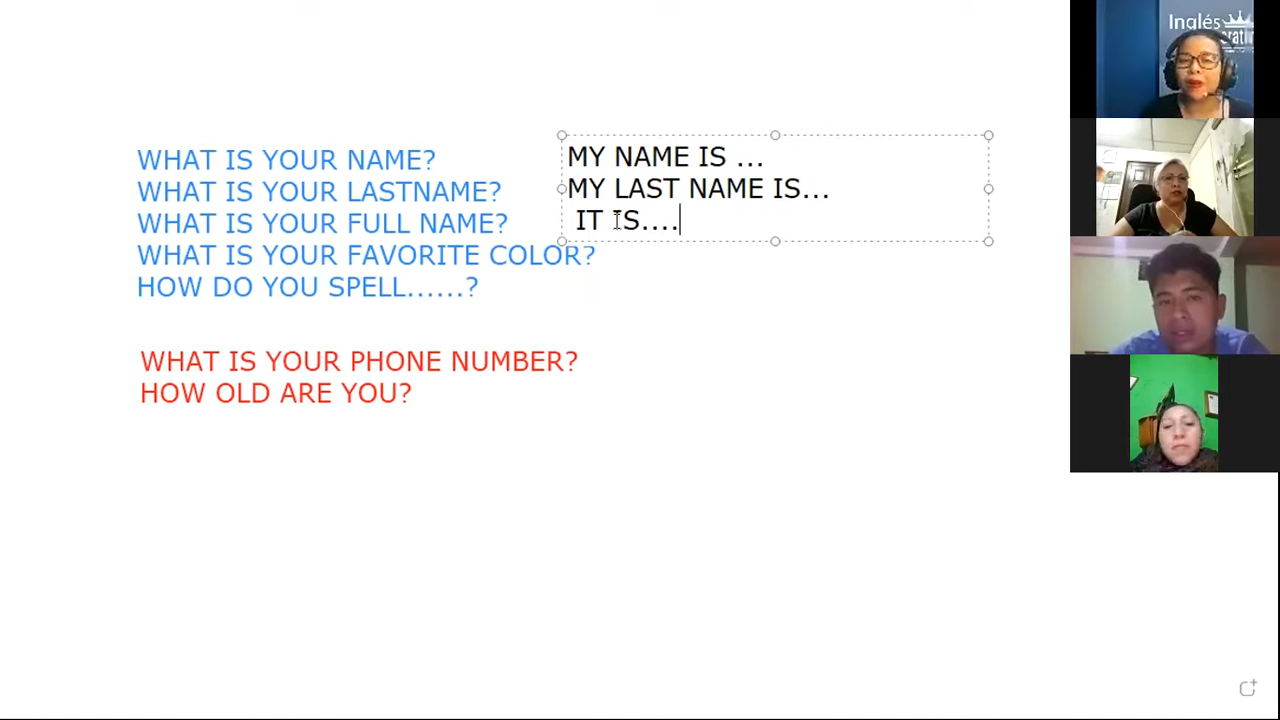 WHAT IS YOUR NAME?
WHAT IS YOUR LASTNAME?
WHAT IS YOUR FULL NAME?
WHAT IS YOUR FAVORITE COLOR?
HOW DO YOU SPELL......?
WHAT IS YOUR PHONE NUMBER?
HOW OLD ARE YOU?
MY NAME IS ...
MY LAST NAME IS...
IT IS....
Inglés